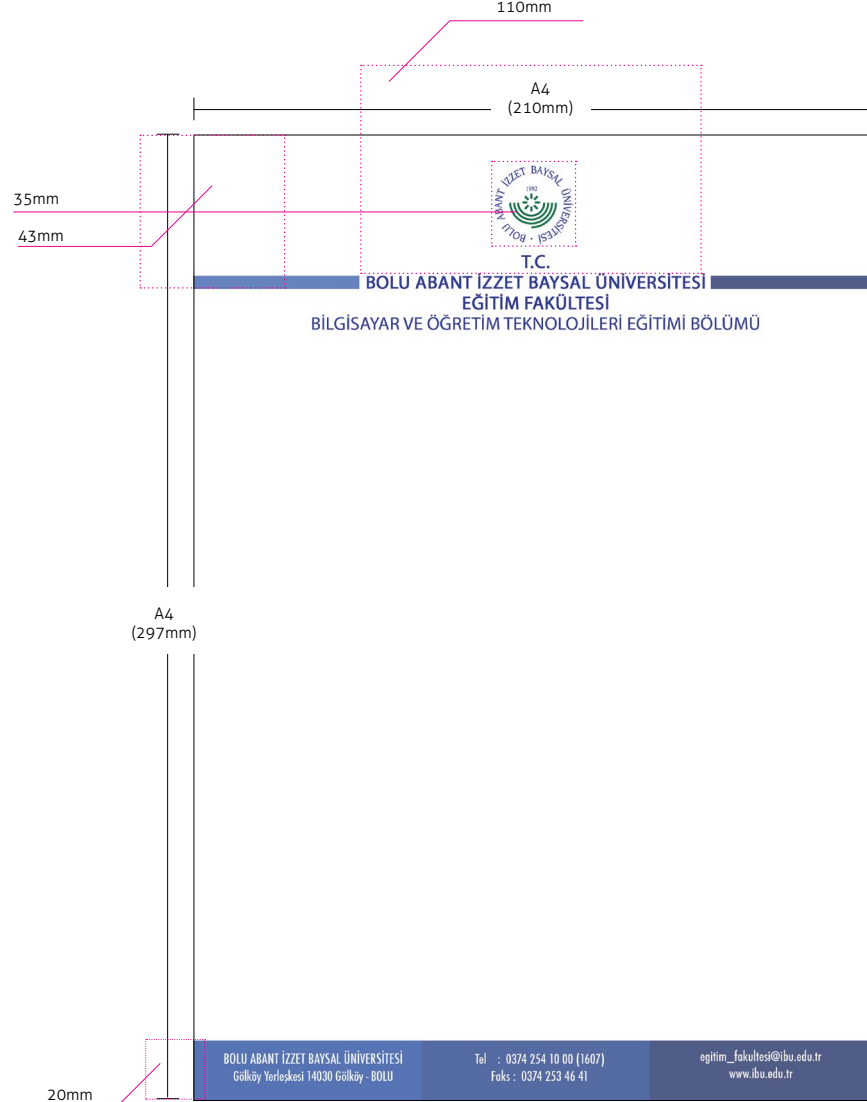 110mm
A4
(210mm)
35mm
43mm
BOLU ABANT İZZET BAYSAL ÜNİVERSİTESİ
1992
T.C.
BOLU ABANT İZZET BAYSAL ÜNİVERSİTESİ
EĞİTİM FAKÜLTESİ
BİLGİSAYAR VE ÖĞRETİM TEKNOLOJİLERİ EĞİTİMİ BÖLÜMÜ
A4
(297mm)
BOLU ABANT İZZET BAYSAL ÜNİVERSİTESİ
Gölköy Yerleşkesi 14030 Gölköy - BOLU
Tel : 0374 254 10 00 (1607)
Faks : 0374 253 46 41
egitim_fakultesi@ibu.edu.tr
www.ibu.edu.tr
20mm